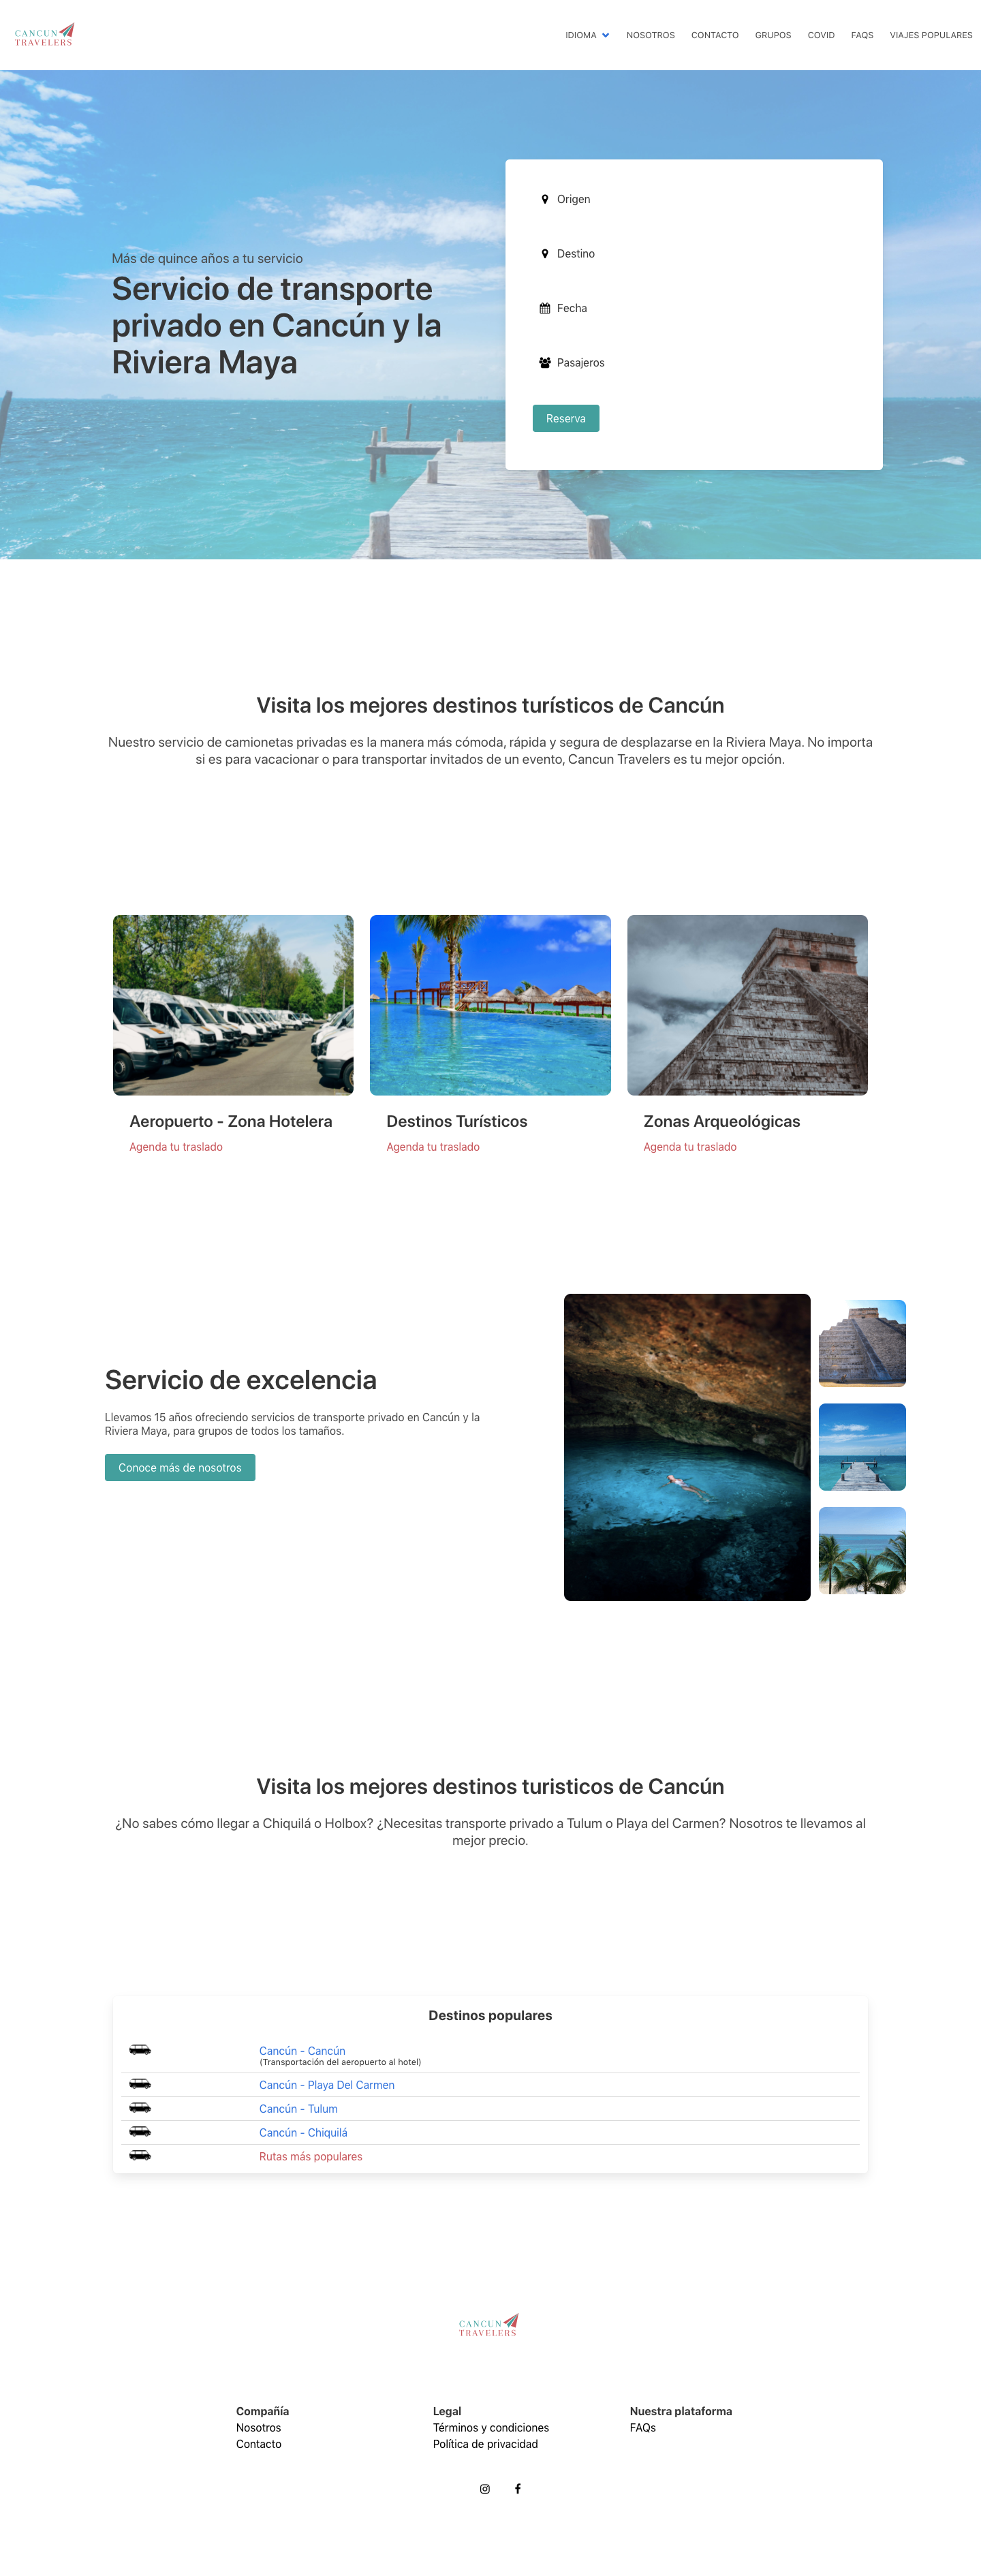 CANCUN
TRAVELERS
IDIOMA
NOSOTROS
CONTACTO
GRUPOS
COVID
FAQS
VIAJES POPULARES
Más de quince años a tu servicio
Servicio de transporte
privado en Cancún y la
Riviera Maya
Origen
Destino
Fecha
Pasajeros
Reserva
Visita los mejores destinos turísticos de Cancún
Nuestro servicio de camionetas privadas es la manera más cómoda, rápida y segura de desplazarse en la Riviera Maya. No importa
si es para vacacionar o para transportar invitados de un evento, Cancun Travelers es tu mejor opción.
Aeropuerto - Zona Hotelera
Agenda tu traslado
Destinos Turísticos
Agenda tu traslado
Zonas Arqueológicas
Agenda tu traslado
Servicio de excelencia
Llevamos 15 años ofreciendo servicios de transporte privado en Cancún y la
Riviera Maya, para grupos de todos los tamaños.
Conoce más de nosotros
Visita los mejores destinos turisticos de Cancún
¿No sabes cómo llegar a Chiquilá o Holbox? ¿Necesitas transporte privado a Tulum o Playa del Carmen? Nosotros te llevamos al
mejor precio.
Destinos populares
Cancún - Cancún
(Transportación del aeropuerto al hotel)
Cancún - Playa Del Carmen
Cancún - Tulum
Cancún - Chiquilá
Rutas más populares
CANCUN
TRAVELERS
Compañía
Nosotros
Contacto
Legal
Términos y condiciones
Política de privacidad
Nuestra plataforma
FAQs